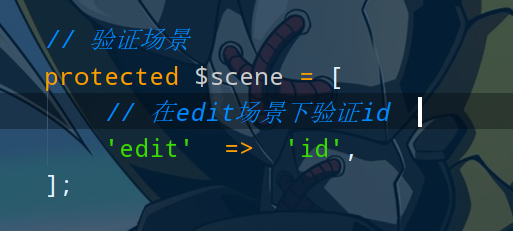 // 验证场景
protected $scene = [
// 在edit场景下验证id
'edit' => 'id',
];